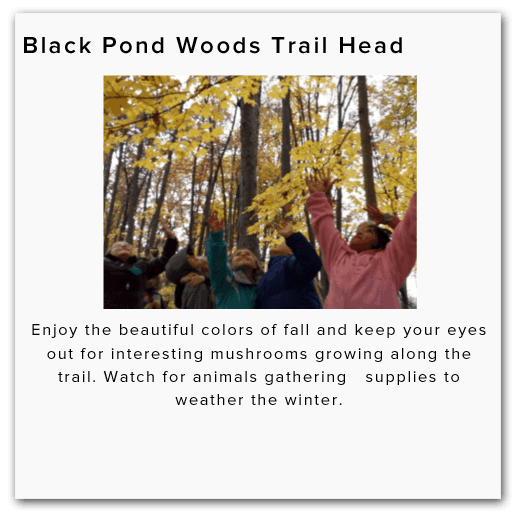 Black Pond Woods Trail Head
Enjoy the beautiful colors of fall and keep your eyes
out for interesting mushrooms growing along the
trail. Watch for animals gathering supplies to
weather the winter.